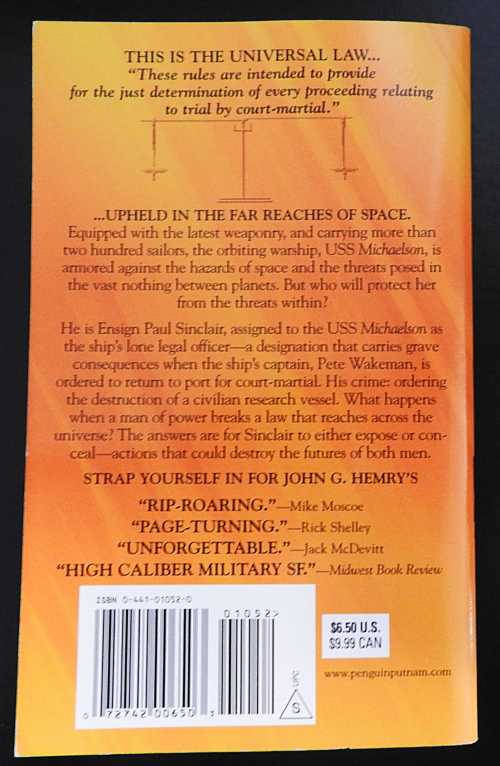 THIS IS THE UNIVERSAL LAW...
“These rules are intended to provide
for the just determination of every proceeding relating
to trial by court-martial.”
...UPHELD IN THE FAR REACHES OF SPACE.
Equipped with the latest weaponry, and carrying more than
two hundred sailors, the orbiting warship, USS Michaelson, is
armored against the hazards of space and the threats posed in
the vast nothing between planets. But who will protect her
from the threats within?
He is Ensign Paul Sinclair, assigned to the USS Michaelson as
the ship's lone legal officer—a designation that carries grave
consequences when the ship's captain, Pete Wakeman, is
ordered to return to port for court-martial. His crime: ordering
the destruction of a civilian research vessel. What happens
when a man of power breaks a law that reaches across the
universe? The answers are for Sinclair to either expose or con-
ceal—actions that could destroy the futures of both men.
STRAP YOURSELF IN FOR JOHN G. HEMRY'S
“RIP-ROARING.”—Mike Moscoe
“PAGE-TURNING.”—Rick Shelley
“UNFORGETTABLE.”—Jack McDevitt
“HIGH CALIBER MILITARY SF.”—Midwest Book Review
ISBN 0-441-01052-0
01052>
0 72742 00650 1
S
$6.50 U.S.
$9.99 CAN
www.penguinputnam.com